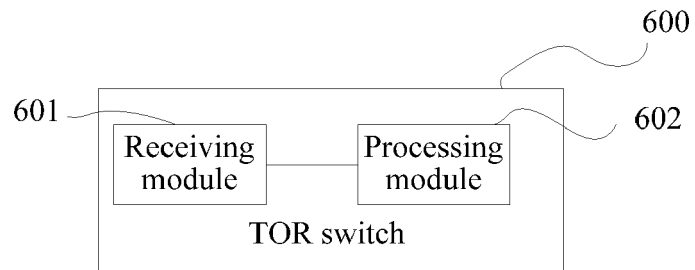 600
601
602
Receiving
module
Processing
module
TOR switch